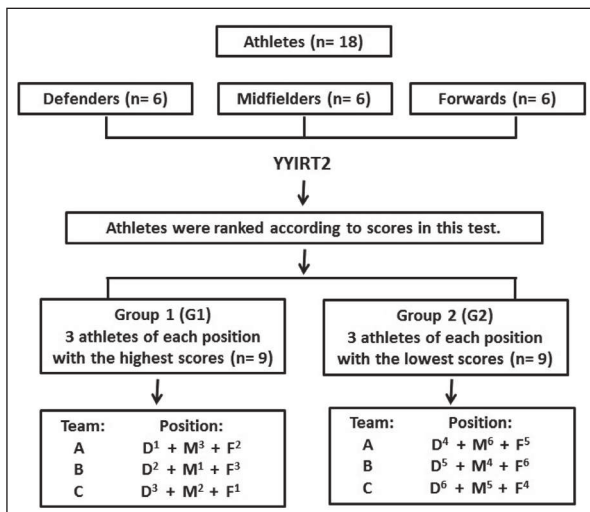 Athletes (n= 18)
Defenders (n= 6)
Midfielders (n= 6)
Forwards (n= 6)
YYIRT2
Athletes were ranked according to scores in this test.
Group 1 (G1)
3 athletes of each position
with the highest scores (n= 9)
Group 2 (G2)
3 athletes of each position
with the lowest scores (n= 9)
Team: Position:
A D¹ + M³ + F²
B D² + M¹ + F³
C D³ + M² + F¹
Team: Position:
A D⁴ + M⁶ + F⁵
B D⁵ + M⁴ + F⁶
C D⁶ + M⁵ + F⁴